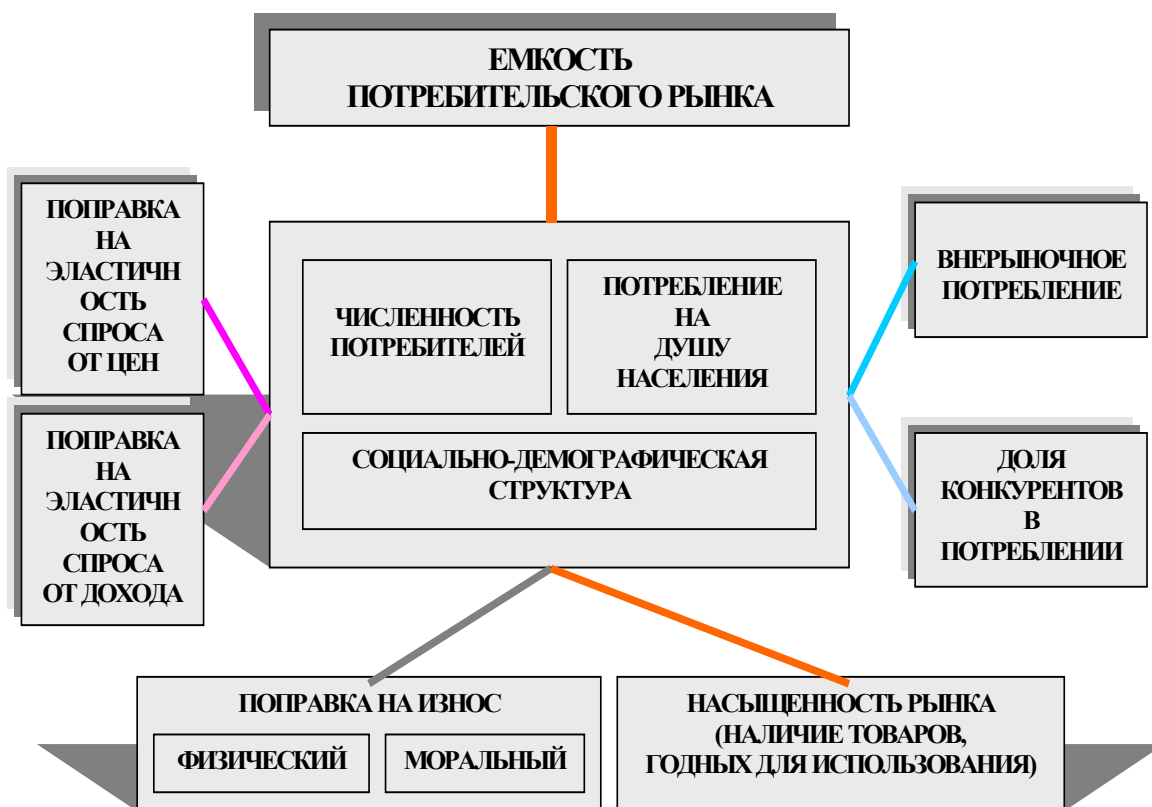 ЕМКОСТЬ
ПОТРЕБИТЕЛЬСКОГО РЫНКА
ПОПРАВКА
НА
ЭЛАСТИЧН
ОСТЬ
СПРОСА
ОТ ЦЕН
ЧИСЛЕННОСТЬ
ПОТРЕБИТЕЛЕЙ
ПОТРЕБЛЕНИЕ
НА
ДУШУ
НАСЕЛЕНИЯ
ВНЕРЫНОЧНОЕ
ПОТРЕБЛЕНИЕ
ПОПРАВКА
НА
ЭЛАСТИЧН
ОСТЬ
СПРОСА
ОТ ДОХОДА
СОЦИАЛЬНО-ДЕМОГРАФИЧЕСКАЯ
СТРУКТУРА
ДОЛЯ
КОНКУРЕНТОВ
В
ПОТРЕБЛЕНИИ
ПОПРАВКА НА ИЗНОС
ФИЗИЧЕСКИЙ
МОРАЛЬНЫЙ
НАСЫЩЕННОСТЬ РЫНКА
(НАЛИЧИЕ ТОВАРОВ,
ГОДНЫХ ДЛЯ ИСПОЛЬЗОВАНИЯ)